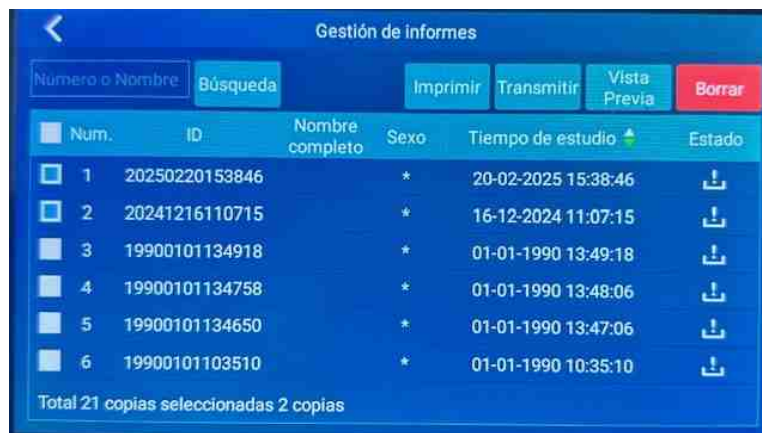 Gestión de informes
Número o Nombre Búsqueda Imprimir Transmitir Vista Previa Borrar
Num. ID Nombre completo Sexo Tiempo de estudio Estado
1 20250220153846 * 20-02-2025 15:38:46
2 20241216110715 * 16-12-2024 11:07:15
3 19900101134918 * 01-01-1990 13:49:18
4 19900101134758 * 01-01-1990 13:48:06
5 19900101134650 * 01-01-1990 13:47:06
6 19900101103510 * 01-01-1990 10:35:10
Total 21 copias seleccionadas 2 copias